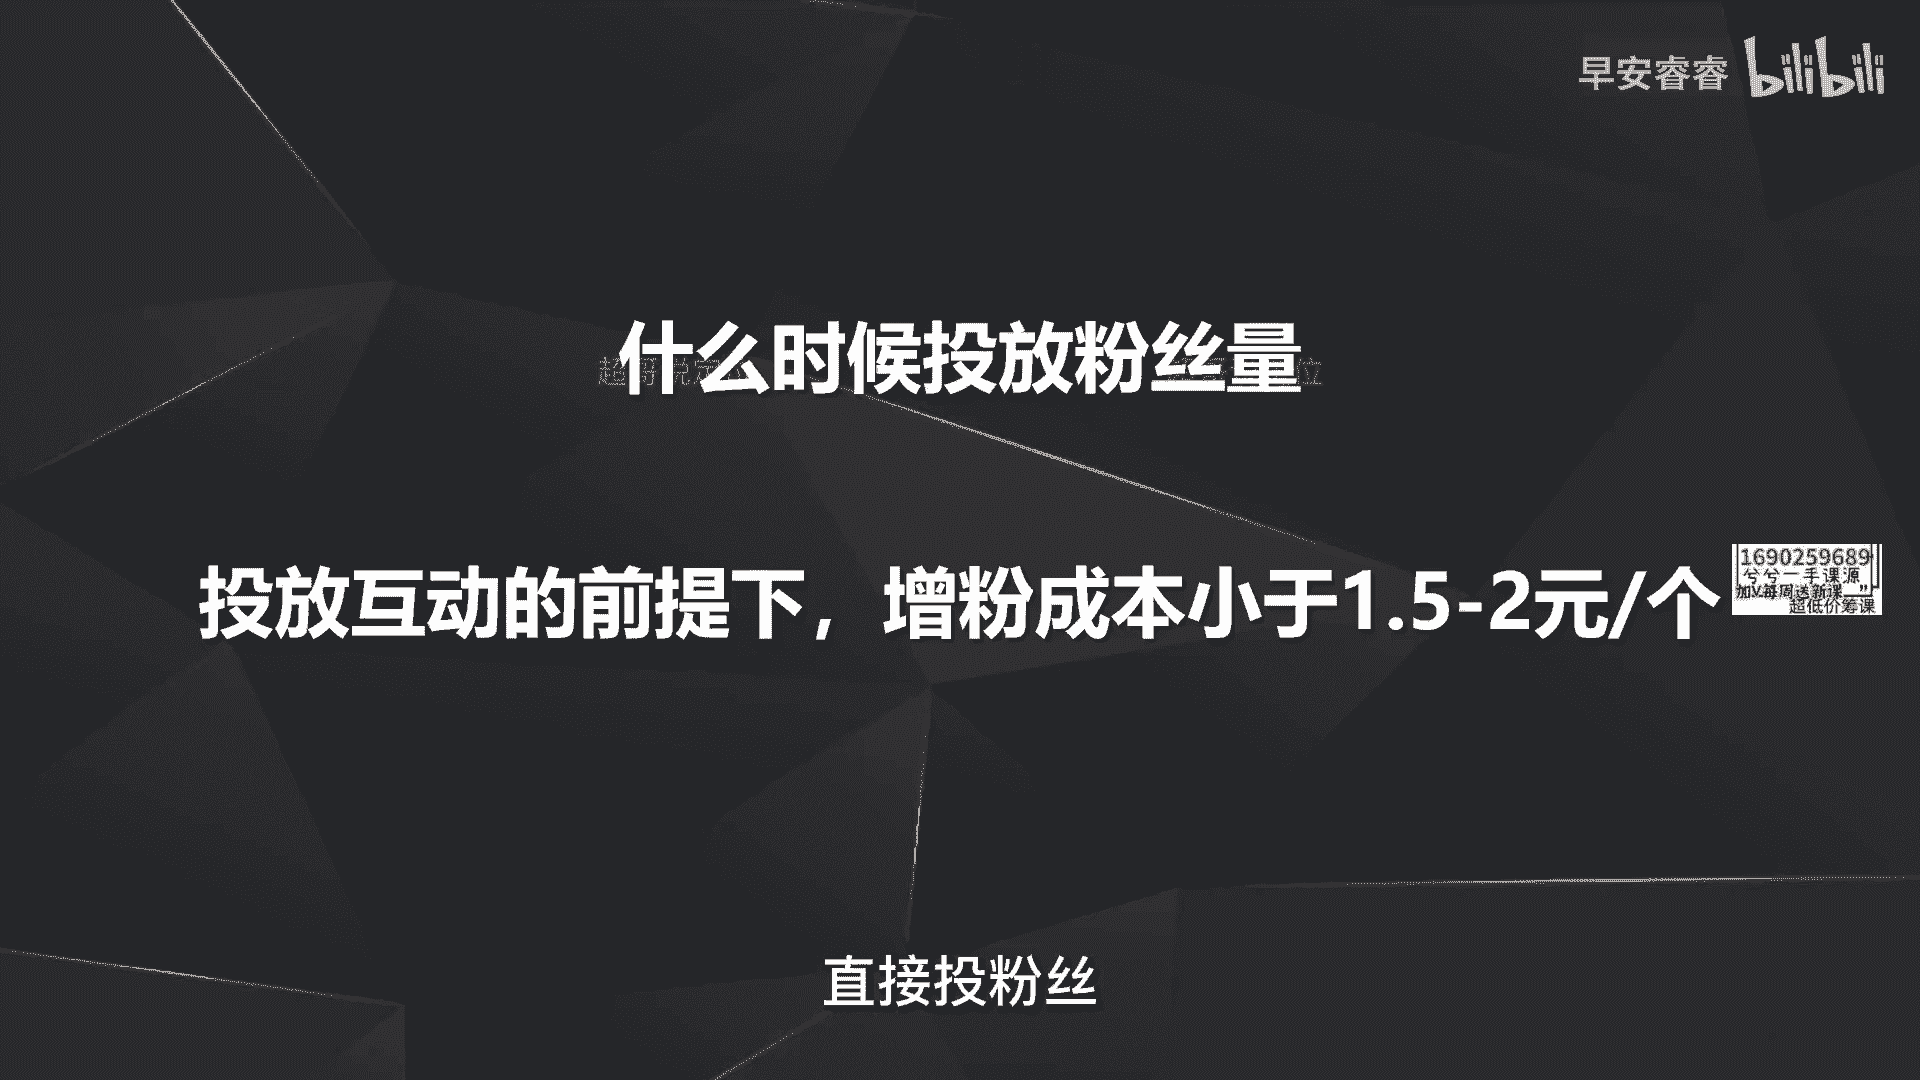 早安睿睿 bilibili
什么时候投放粉丝量
投放互动的前提下，增粉成本小于1.5-2元/个
1690259689
兮兮一手课源
加V每周送新课
超低价筹课
直接投粉丝